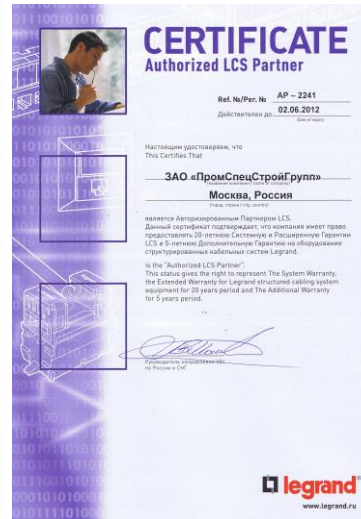 CERTIFICATE
Authorized LCS Partner
Ref. №/Рег. № AP – 2241
Действителен до 02.06.2012
Date of expiry
Настоящим удостоверяем, что
This Certifies That
ЗАО «ПромСпецСтройГрупп»
Москва, Россия
является Авторизированным Партнером LCS.
Данный сертификат подтверждает, что компания имеет право
предоставлять 20-летнюю Системную и Расширенную Гарантии
LCS и 5-летнюю Дополнительную Гарантию на оборудование
структурированных кабельных систем Legrand.
is the "Authorized LCS Partner".
This status gives the right to represent The System Warranty,
the Extended Warranty for Legrand structured cabling system
equipment for 20 years period and The Additional Warranty
for 5 years period.
Руководитель направления
по России и СНГ
legrand
www.legrand.ru